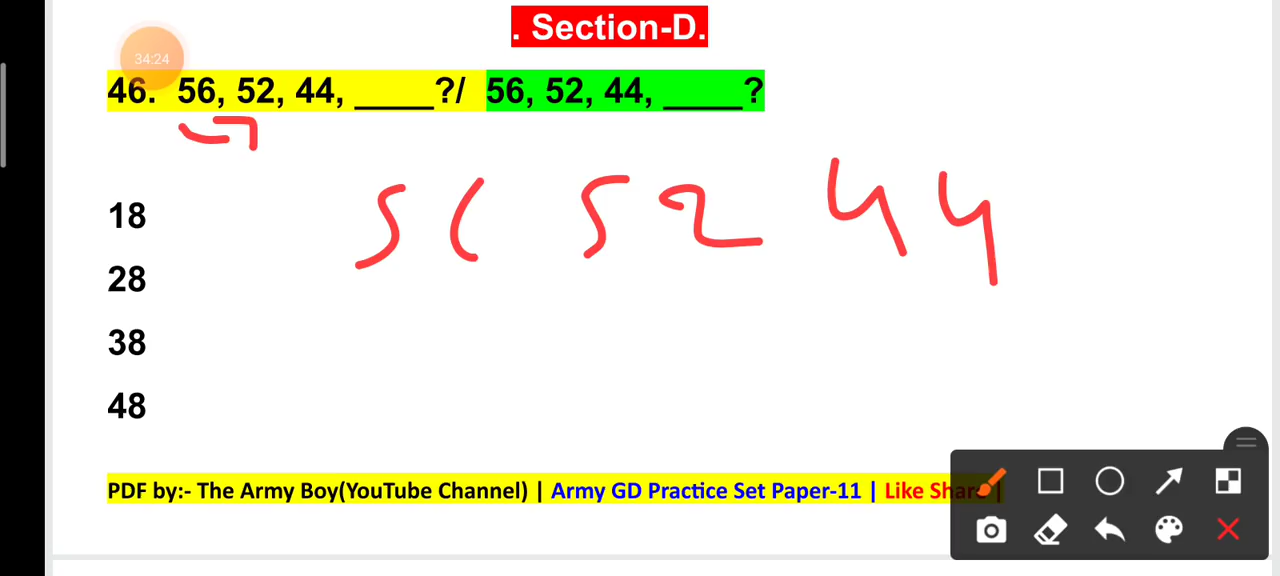 . Section-D.
34:24
46. 56, 52, 44, ____?/ 56, 52, 44, ____?
56 52 44
18
28
38
48
PDF by:- The Army Boy(YouTube Channel) | Army GD Practice Set Paper-11 | Like Share |